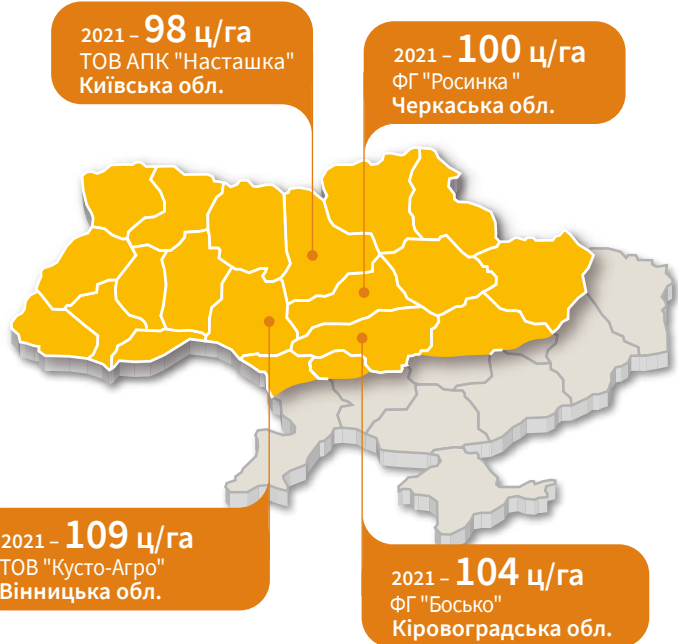 2021 – 98 ц/га
ТОВ АПК "Насташка"
Київська обл.
2021 – 100 ц/га
ФГ "Росинка "
Черкаська обл.
2021 – 109 ц/га
ТОВ "Кусто-Агро"
Вінницька обл.
2021 – 104 ц/га
ФГ "Босько"
Кіровоградська обл.